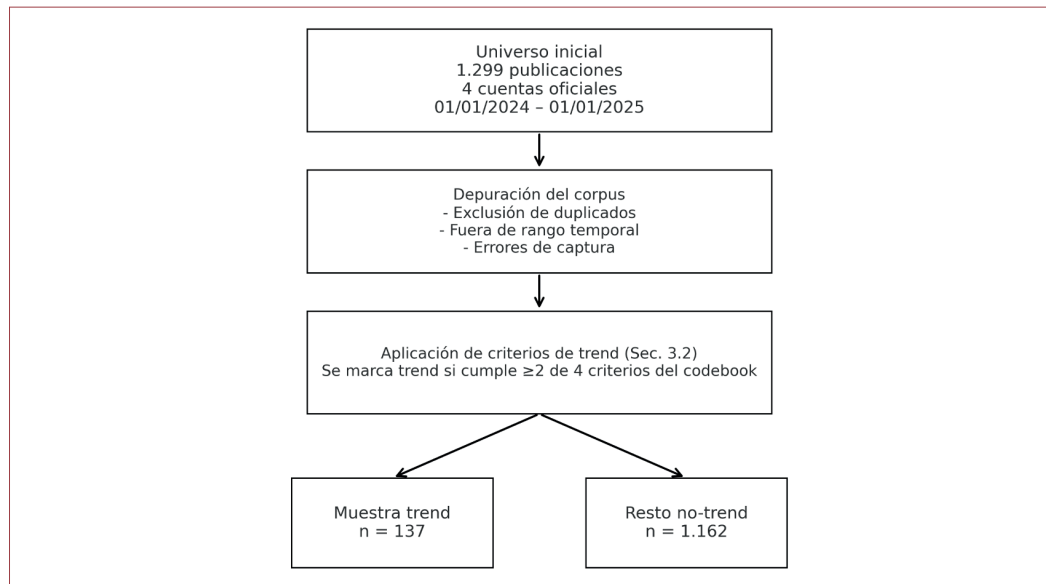 Universo inicial
1.299 publicaciones
4 cuentas oficiales
01/01/2024 – 01/01/2025
Depuración del corpus
- Exclusión de duplicados
- Fuera de rango temporal
- Errores de captura
Aplicación de criterios de trend (Sec. 3.2)
Se marca trend si cumple ≥2 de 4 criterios del codebook
Muestra trend
n = 137
Resto no-trend
n = 1.162